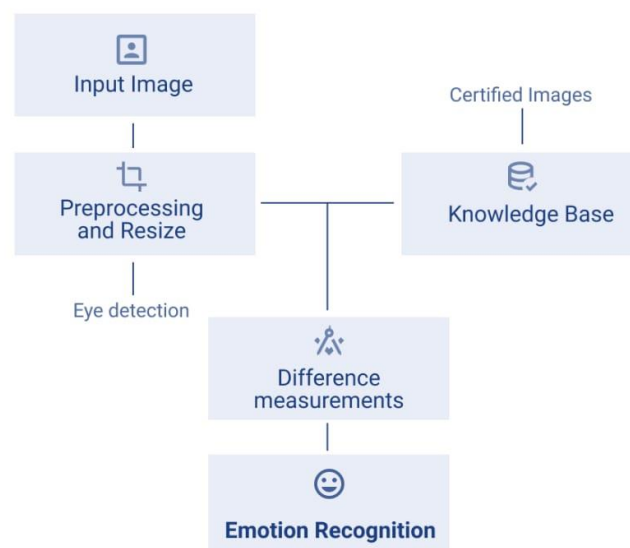 Input Image
Certified Images
Preprocessing
and Resize
Knowledge Base
Eye detection
Difference
measurements
Emotion Recognition